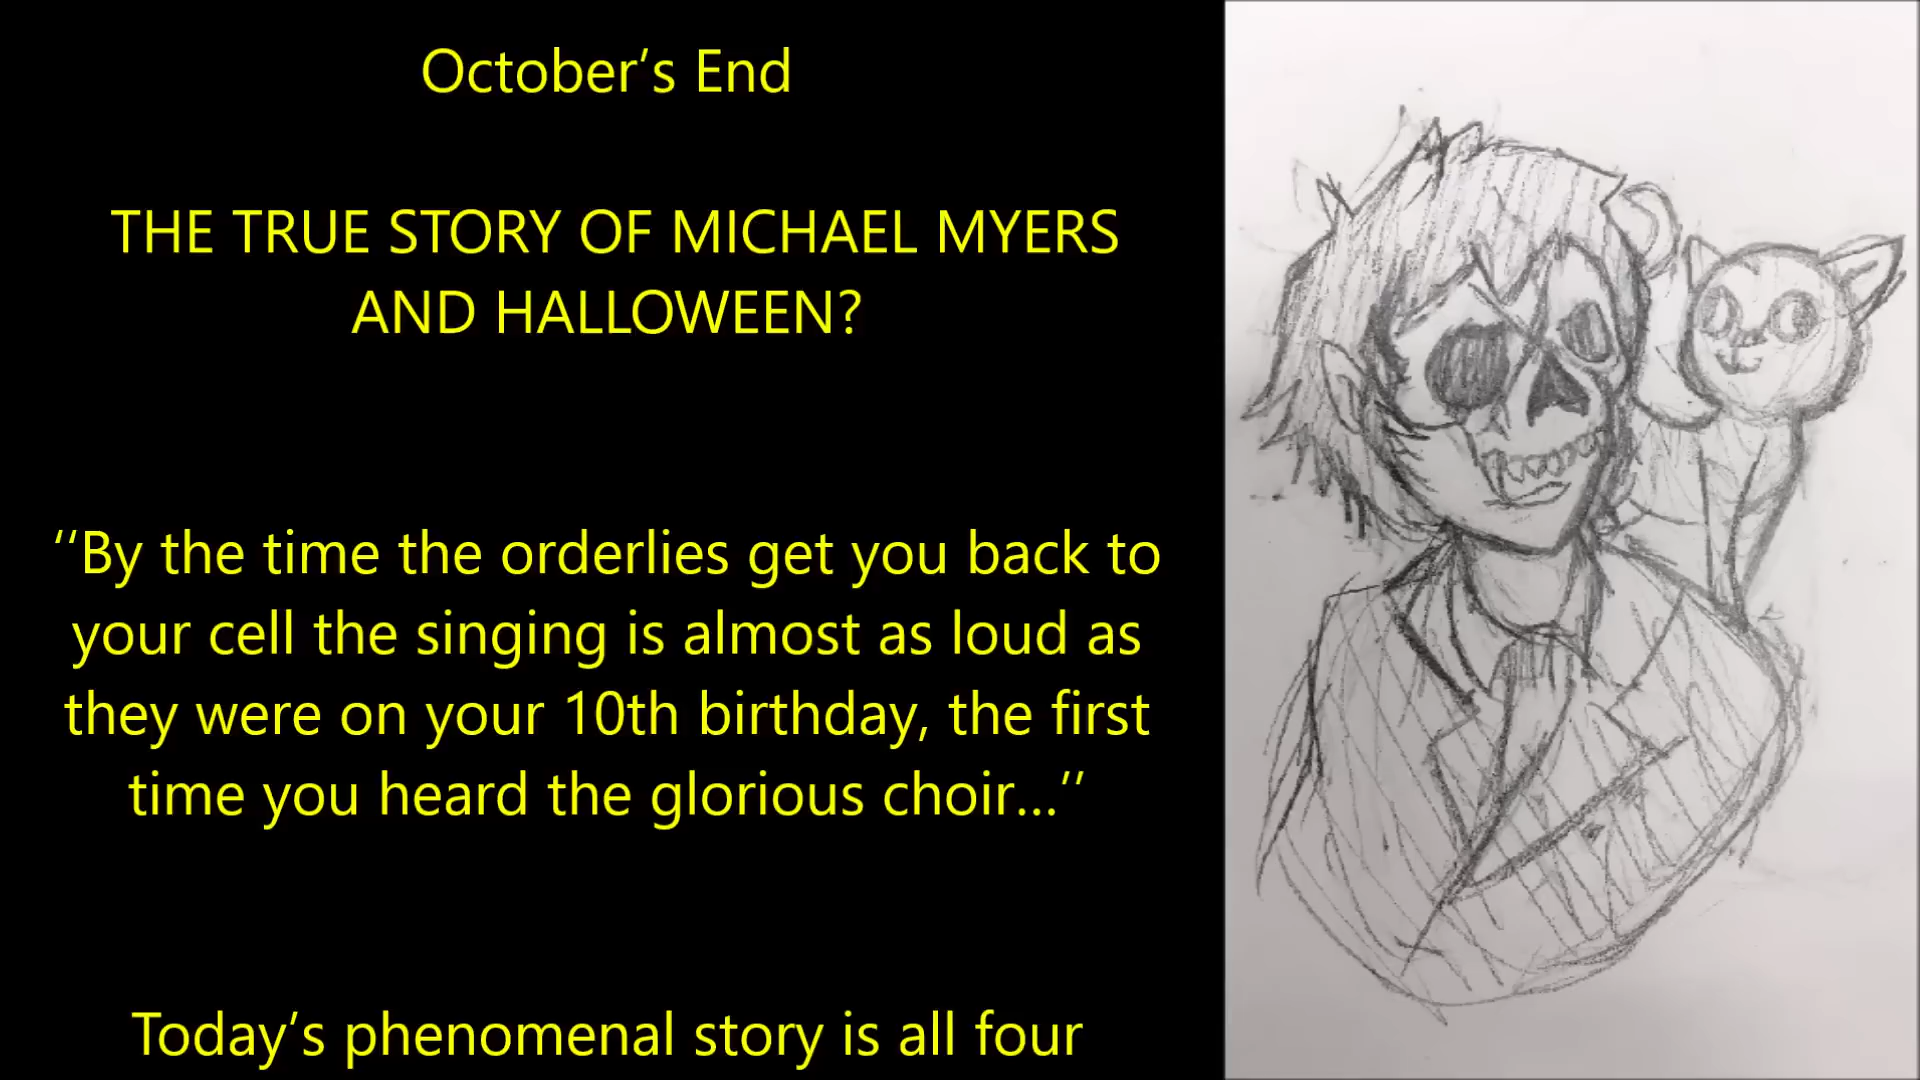 October’s End
THE TRUE STORY OF MICHAEL MYERS
AND HALLOWEEN?
‘‘By the time the orderlies get you back to
your cell the singing is almost as loud as
they were on your 10th birthday, the first
time you heard the glorious choir…’’
Today’s phenomenal story is all four